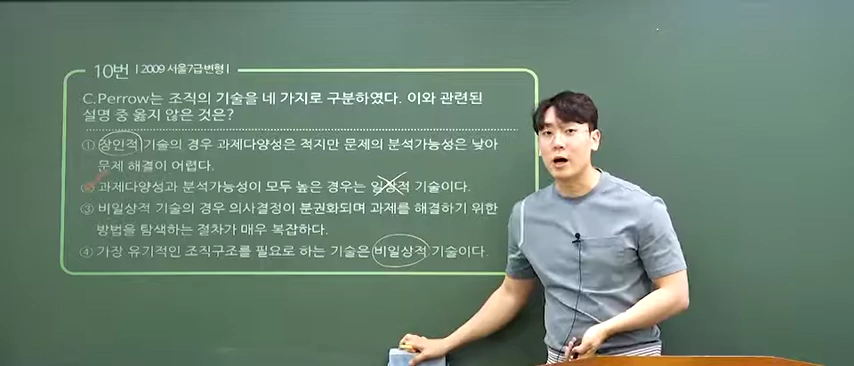 10번 | 2009 서울7급변형 |
C.Perrow는 조직의 기술을 네 가지로 구분하였다. 이와 관련된
설명 중 옳지 않은 것은?
① 장인적 기술의 경우 과제다양성은 적지만 문제의 분석가능성은 낮아
문제 해결이 어렵다.
② 과제다양성과 분석가능성이 모두 높은 경우는 일상적 기술이다.
③ 비일상적 기술의 경우 의사결정이 분권화되며 과제를 해결하기 위한
방법을 탐색하는 절차가 매우 복잡하다.
④ 가장 유기적인 조직구조를 필요로 하는 기술은 비일상적 기술이다.